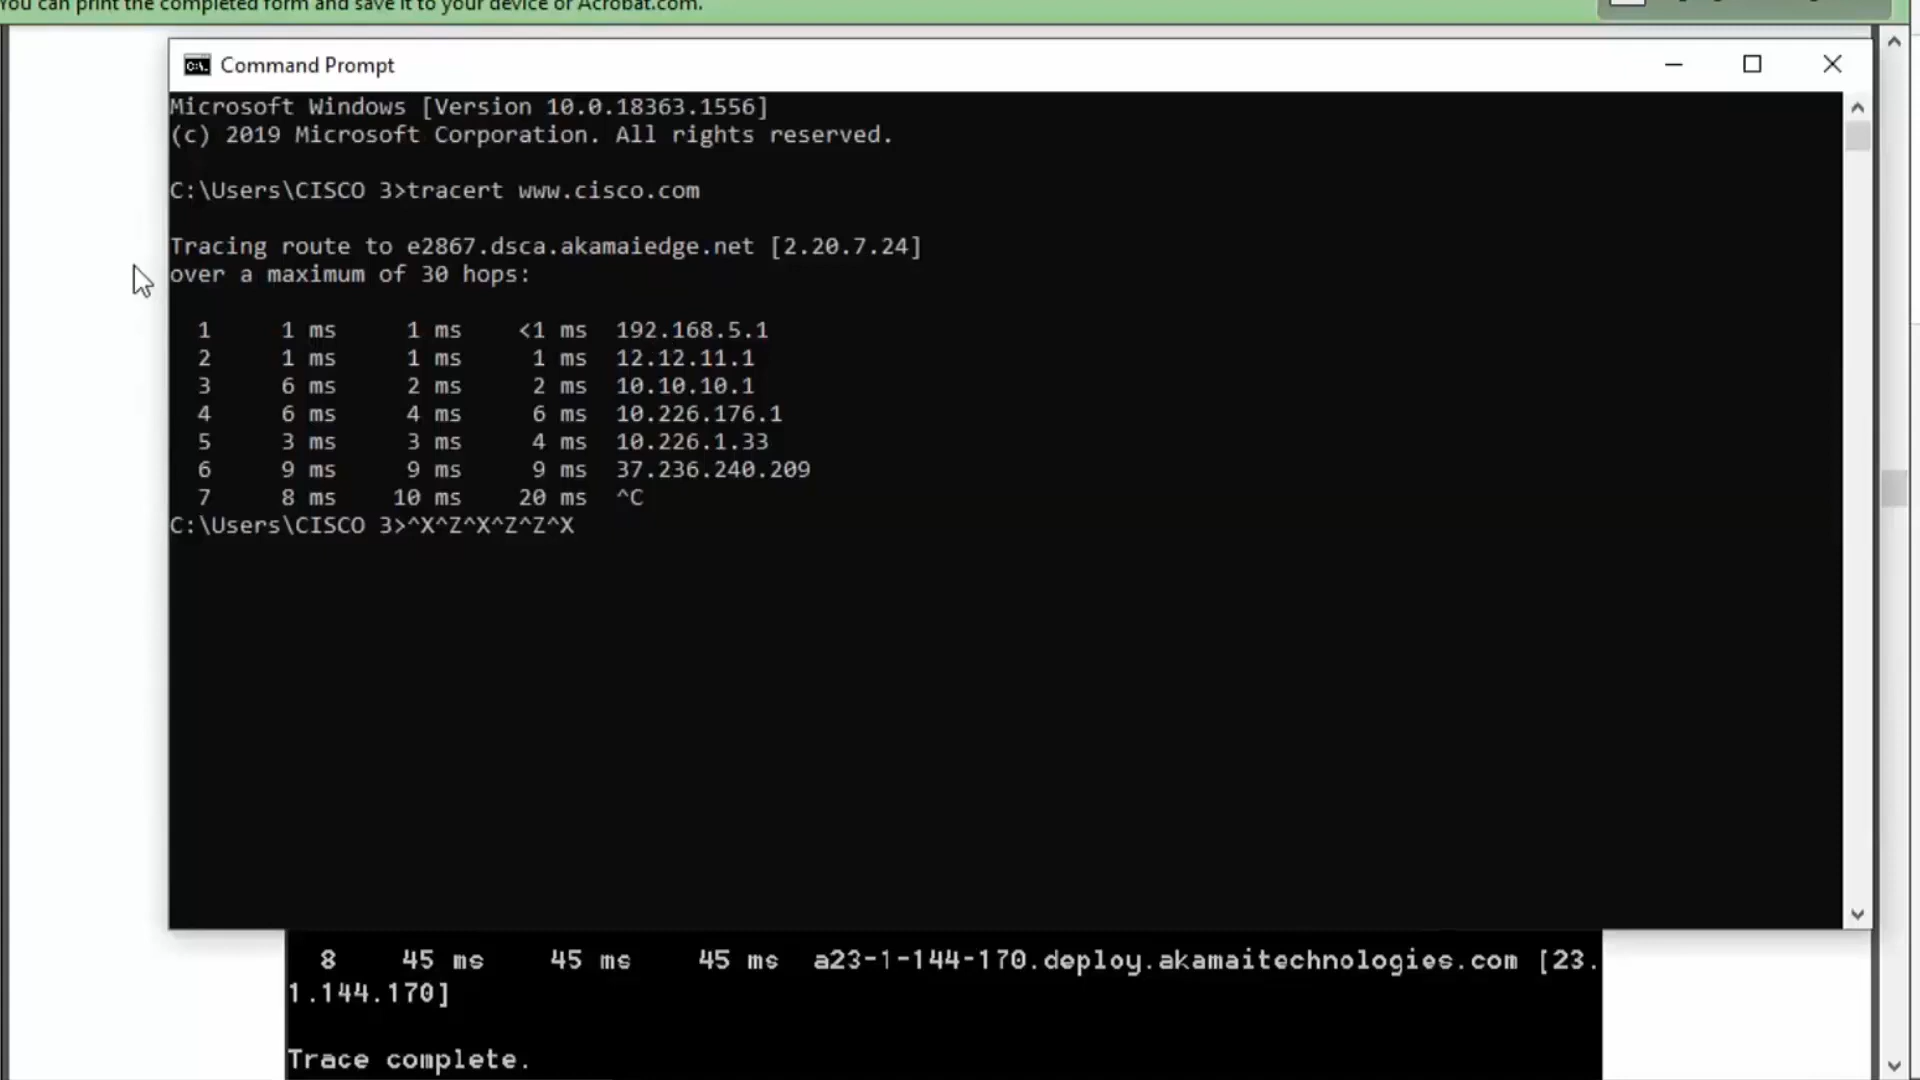 You can print the completed form and save it to your device or Acrobat.com.
Command Prompt
Microsoft Windows [Version 10.0.18363.1556]
(c) 2019 Microsoft Corporation. All rights reserved.
C:\Users\CISCO 3>tracert www.cisco.com
Tracing route to e2867.dsca.akamaiedge.net [2.20.7.24]
over a maximum of 30 hops:
1 1 ms 1 ms <1 ms 192.168.5.1
2 1 ms 1 ms 1 ms 12.12.11.1
3 6 ms 2 ms 2 ms 10.10.10.1
4 6 ms 4 ms 6 ms 10.226.176.1
5 3 ms 3 ms 4 ms 10.226.1.33
6 9 ms 9 ms 9 ms 37.236.240.209
7 8 ms 10 ms 20 ms ^C
C:\Users\CISCO 3>^X^Z^X^Z^Z^X
8 45 ms 45 ms 45 ms a23-1-144-170.deploy.akamaitechnologies.com [23.
1.144.170]
Trace complete.